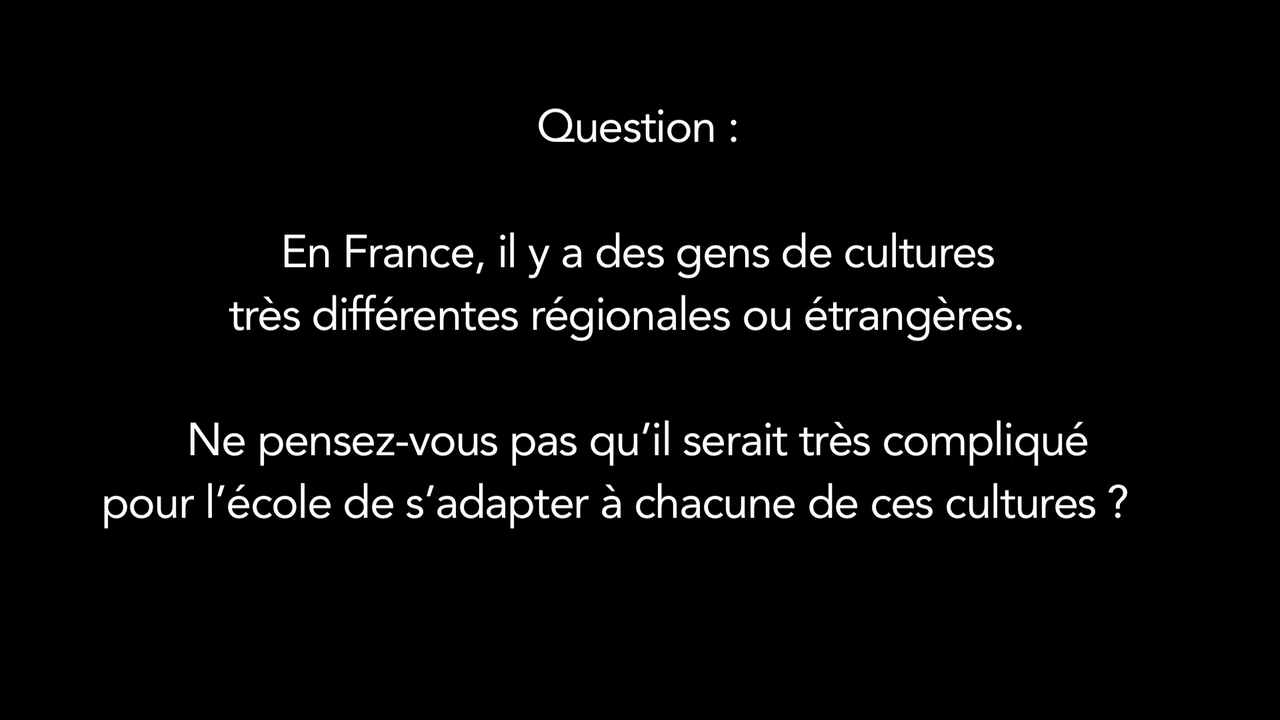 Question :
En France, il y a des gens de cultures
très différentes régionales ou étrangères.
Ne pensez-vous pas qu’il serait très compliqué
pour l’école de s’adapter à chacune de ces cultures ?